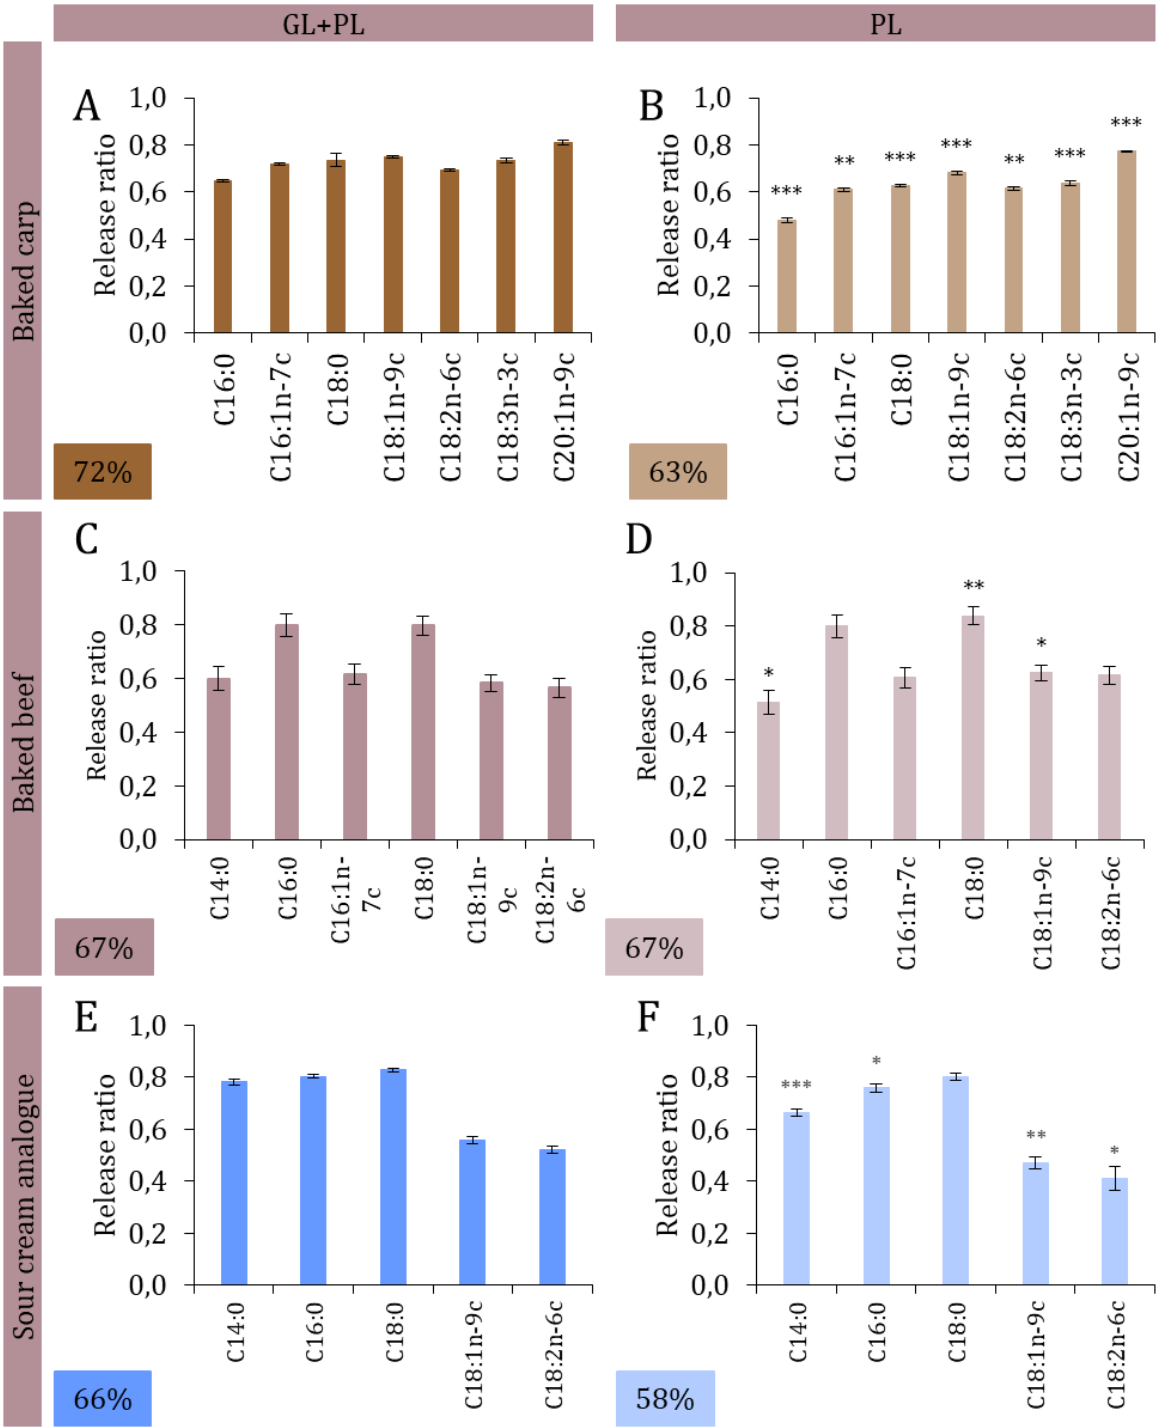 GL+PL
PL
Baked carp
A
Release ratio
1,0
0,8
0,6
0,4
0,2
0,0
C16:0
C16:1n-7c
C18:0
C18:1n-9c
C18:2n-6c
C18:3n-3c
C20:1n-9c
72%
B
Release ratio
1,0
0,8
0,6
0,4
0,2
0,0
***
**
***
***
**
***
***
C16:0
C16:1n-7c
C18:0
C18:1n-9c
C18:2n-6c
C18:3n-3c
C20:1n-9c
63%
Baked beef
C
Release ratio
1,0
0,8
0,6
0,4
0,2
0,0
C14:0
C16:0
C16:1n-
7c
C18:0
C18:1n-
9c
C18:2n-
6c
67%
D
Release ratio
1,0
0,8
0,6
0,4
0,2
0,0
*
**
*
C14:0
C16:0
C16:1n-7c
C18:0
C18:1n-9c
C18:2n-6c
67%
Sour cream analogue
E
Release ratio
1,0
0,8
0,6
0,4
0,2
0,0
C14:0
C16:0
C18:0
C18:1n-9c
C18:2n-6c
66%
F
Release ratio
1,0
0,8
0,6
0,4
0,2
0,0
***
*
**
*
C14:0
C16:0
C18:0
C18:1n-9c
C18:2n-6c
58%